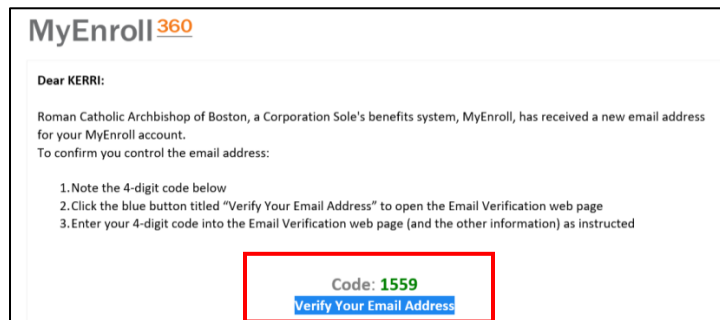 MyEnroll 360
Dear KERRI:
Roman Catholic Archbishop of Boston, a Corporation Sole's benefits system, MyEnroll, has received a new email address
for your MyEnroll account.
To confirm you control the email address:
1. Note the 4-digit code below
2. Click the blue button titled “Verify Your Email Address” to open the Email Verification web page
3. Enter your 4-digit code into the Email Verification web page (and the other information) as instructed
Code: 1559
Verify Your Email Address